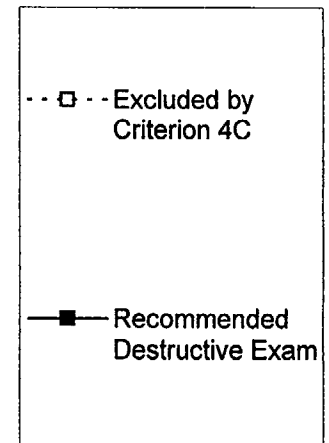 Excluded by
Criterion 4C
Recommended
Destructive Exam